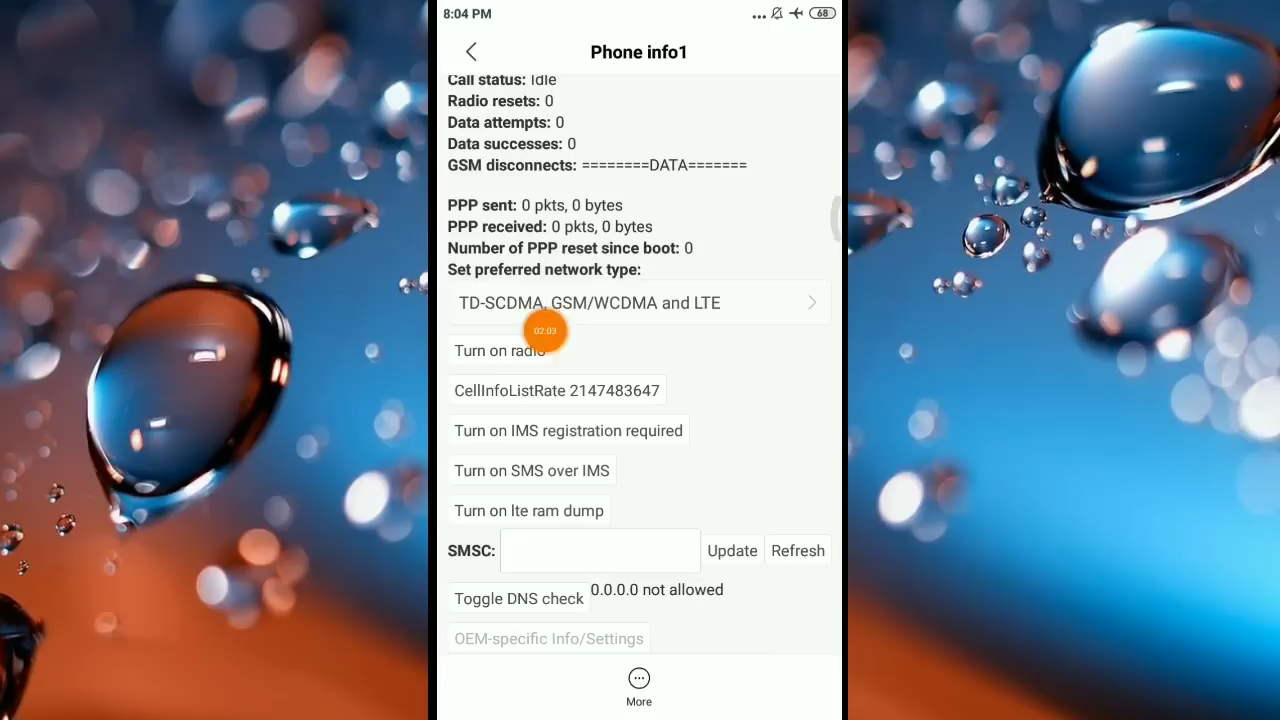 8:04 PM
68
Phone info1
Call status: Idle
Radio resets: 0
Data attempts: 0
Data successes: 0
GSM disconnects: ========DATA=======
PPP sent: 0 pkts, 0 bytes
PPP received: 0 pkts, 0 bytes
Number of PPP reset since boot: 0
Set preferred network type:
TD-SCDMA, GSM/WCDMA and LTE
02:03
Turn on radio
CellInfoListRate 2147483647
Turn on IMS registration required
Turn on SMS over IMS
Turn on lte ram dump
SMSC: Update Refresh
Toggle DNS check 0.0.0.0 not allowed
OEM-specific Info/Settings
More